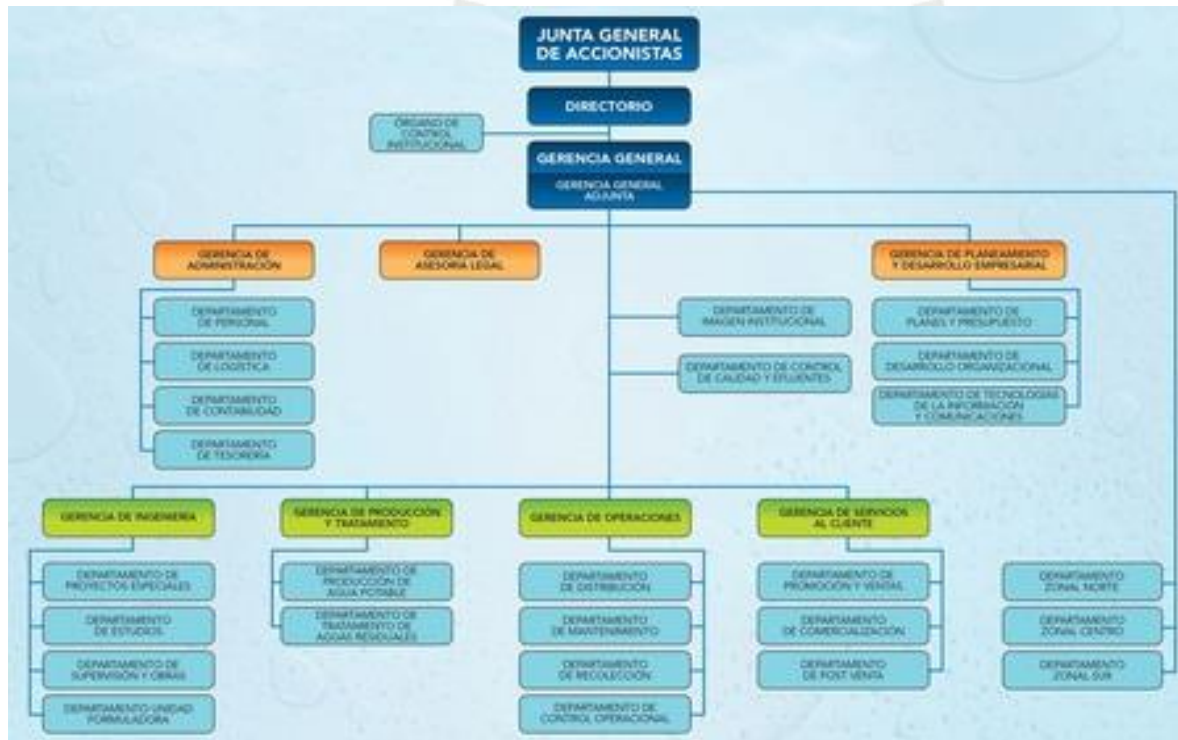 JUNTA GENERAL
DE ACCIONISTAS
DIRECTORIO
ÓRGANO DE
CONTROL
INSTITUCIONAL
GERENCIA GENERAL
GERENCIA GENERAL
ADJUNTA
GERENCIA DE
ADMINISTRACIÓN
GERENCIA DE
ASESORÍA LEGAL
GERENCIA DE PLANEAMIENTO
Y DESARROLLO EMPRESARIAL
DEPARTAMENTO
DE PERSONAL
DEPARTAMENTO
DE LOGÍSTICA
DEPARTAMENTO
DE CONTABILIDAD
DEPARTAMENTO
DE TESORERÍA
DEPARTAMENTO DE
IMAGEN INSTITUCIONAL
DEPARTAMENTO DE CONTROL
DE CALIDAD Y EFLUENTES
DEPARTAMENTO DE
PLANES Y PRESUPUESTO
DEPARTAMENTO DE
DESARROLLO ORGANIZACIONAL
DEPARTAMENTO DE TECNOLOGÍAS
DE LA INFORMACIÓN
Y COMUNICACIONES
GERENCIA DE INGENIERÍA
GERENCIA DE PRODUCCIÓN
Y TRATAMIENTO
GERENCIA DE OPERACIONES
GERENCIA DE SERVICIOS
AL CLIENTE
DEPARTAMENTO DE
PROYECTOS ESPECIALES
DEPARTAMENTO
DE ESTUDIOS
DEPARTAMENTO DE
SUPERVISIÓN Y OBRAS
DEPARTAMENTO UNIDAD
FORMULADORA
DEPARTAMENTO DE
PRODUCCIÓN DE
AGUA POTABLE
DEPARTAMENTO DE
TRATAMIENTO DE
AGUAS RESIDUALES
DEPARTAMENTO
DE DISTRIBUCIÓN
DEPARTAMENTO
DE MANTENIMIENTO
DEPARTAMENTO
DE RECOLECCIÓN
DEPARTAMENTO DE
CONTROL OPERACIONAL
DEPARTAMENTO DE
PROMOCIÓN Y VENTAS
DEPARTAMENTO
DE COMERCIALIZACIÓN
DEPARTAMENTO
DE POST VENTA
DEPARTAMENTO
ZONAL NORTE
DEPARTAMENTO
ZONAL CENTRO
DEPARTAMENTO
ZONAL SUR